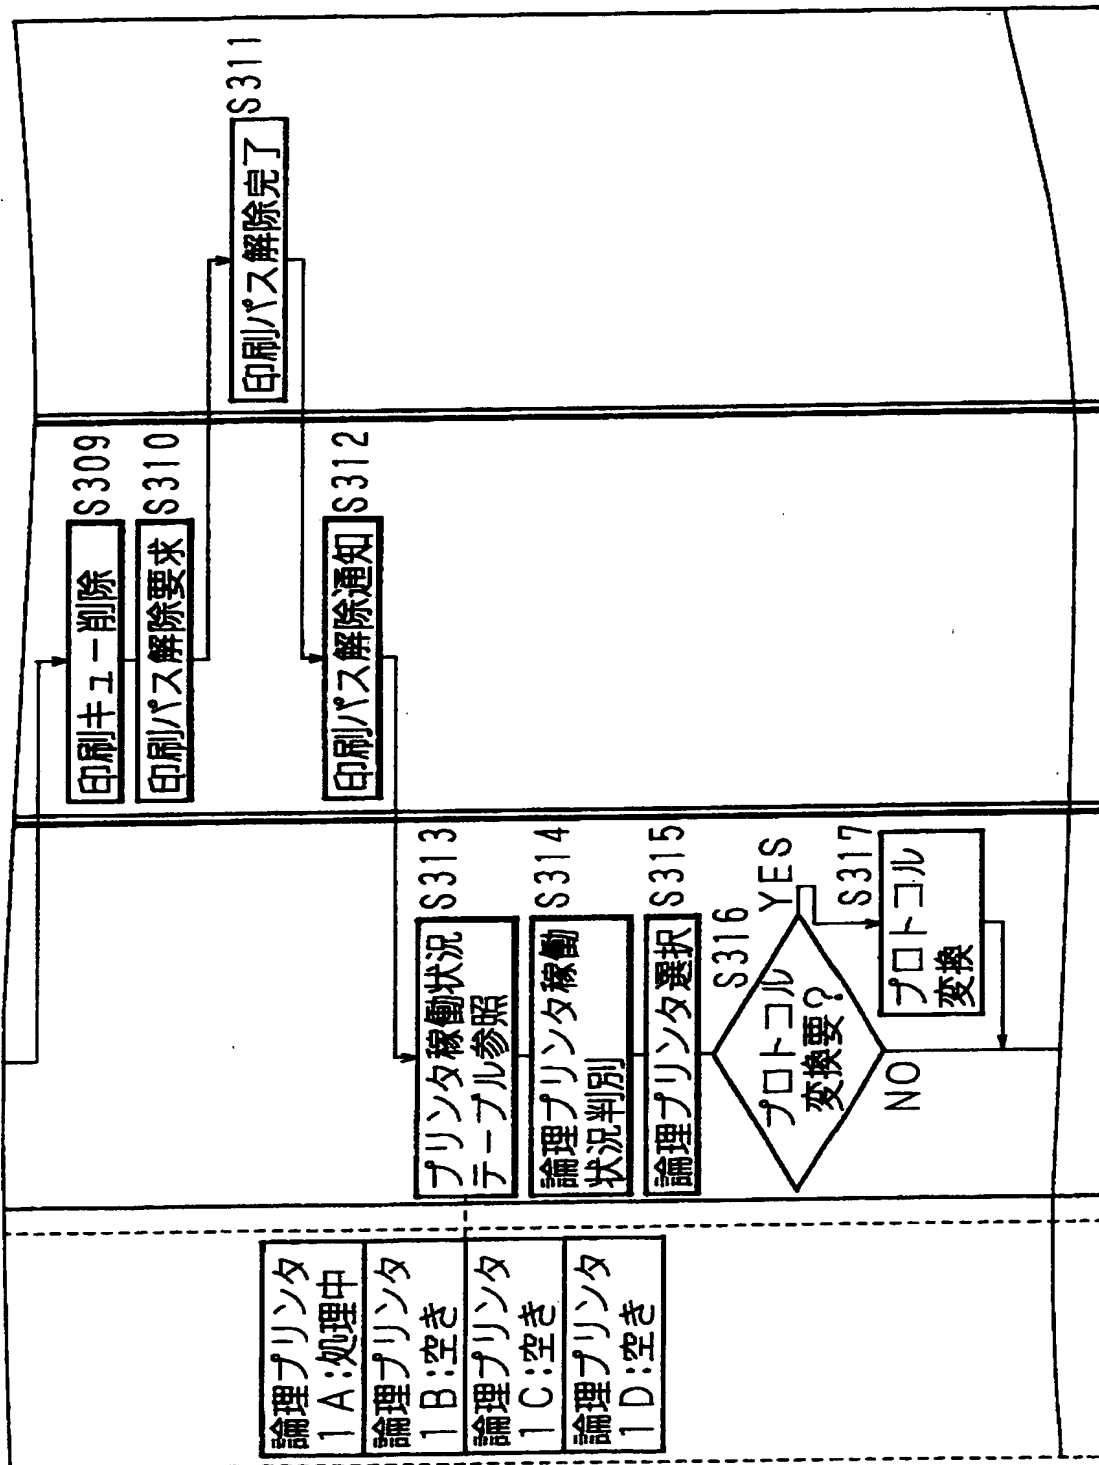 論理プリンタ
1A:処理中
論理プリンタ
1B:空き
論理プリンタ
1C:空き
論理プリンタ
1D:空き
印刷キュー削除
S309
印刷パス解除要求
S310
印刷パス解除完了
S311
印刷パス解除通知
S312
プリンタ稼働状況
テーブル参照
S313
論理プリンタ稼働
状況判別
S314
論理プリンタ選択
S315
プロトコル
変換要?
S316
YES
NO
プロトコル
変換
S317